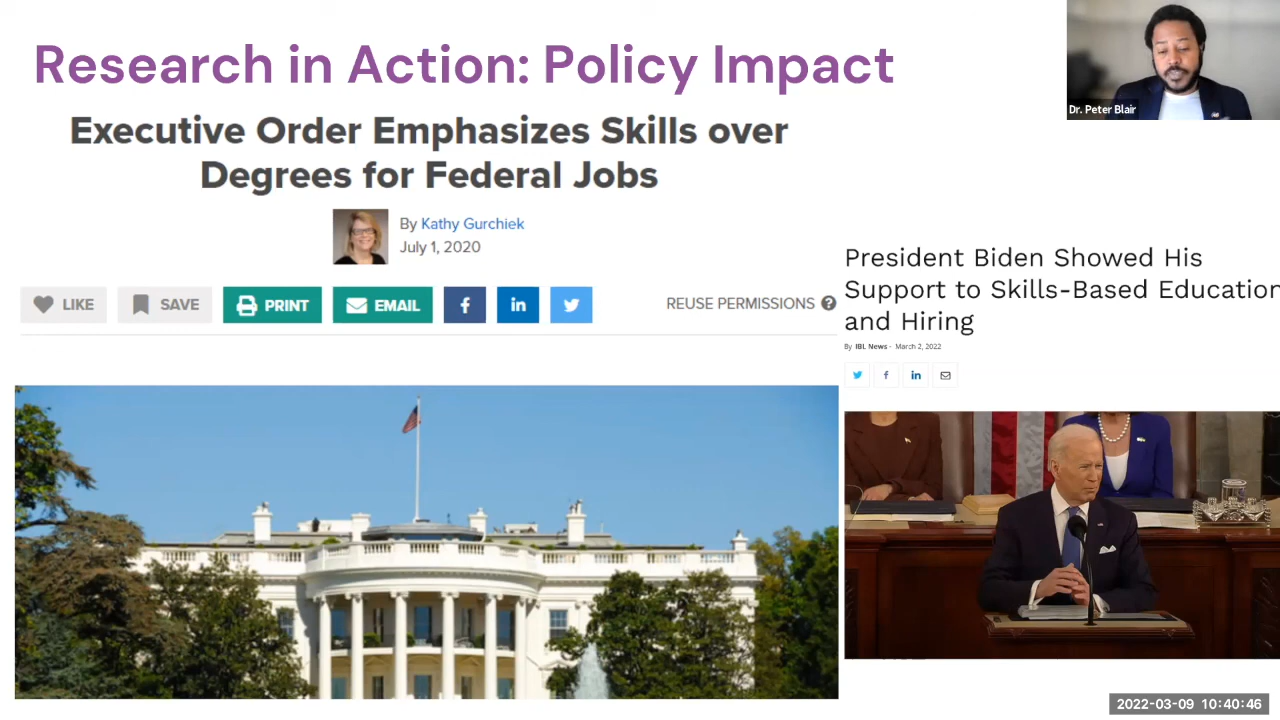 Research in Action: Policy Impact
Dr. Peter Blair
Executive Order Emphasizes Skills over
Degrees for Federal Jobs
By Kathy Gurchiek
July 1, 2020
LIKE
SAVE
PRINT
EMAIL
f
in
REUSE PERMISSIONS ?
President Biden Showed His
Support to Skills-Based Education
and Hiring
By IBL News - March 2, 2022
f
in
2022-03-09 10:40:46